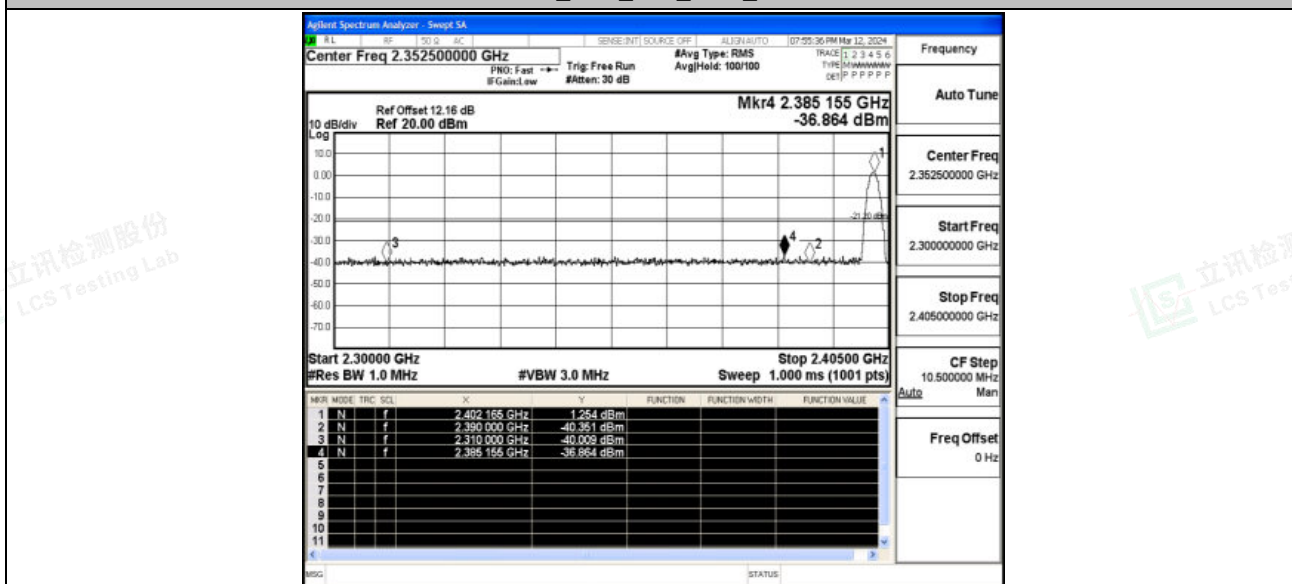 Agilent Spectrum Analyzer - Swept SA
RL RF 50 Ω AC SENSE:INT SOURCE OFF ALIGN AUTO 07:55:36 PM Mar 12, 2024
Center Freq 2.352500000 GHz
PNO: Fast
IFGain:Low
Trig: Free Run
#Atten: 30 dB
#Avg Type: RMS
Avg|Hold: 100/100
TRACE 1 2 3 4 5 6
TYPE M W W W W W
DET P P P P P P
Frequency
Auto Tune
Mkr4 2.385 155 GHz
-36.864 dBm
Ref Offset 12.16 dB
10 dB/div Ref 20.00 dBm
Log
10.0
0.00
-10.0
-20.0
-30.0
-40.0
-50.0
-60.0
-70.0
1
-21.20 dBm
3
4
2
Center Freq
2.352500000 GHz
Start Freq
2.300000000 GHz
Stop Freq
2.405000000 GHz
Start 2.30000 GHz Stop 2.40500 GHz
#Res BW 1.0 MHz #VBW 3.0 MHz Sweep 1.000 ms (1001 pts)
CF Step
10.500000 MHz
Auto Man
Freq Offset
0 Hz
MKR MODE TRC SCL X Y FUNCTION FUNCTION WIDTH FUNCTION VALUE
1 N f 2.402 165 GHz 1.254 dBm
2 N f 2.390 000 GHz -40.351 dBm
3 N f 2.310 000 GHz -40.009 dBm
4 N f 2.385 155 GHz -36.864 dBm
5
6
7
8
9
10
11
MSG STATUS
立讯检测股份
LCS Testing Lab
立讯检测
LCS Test